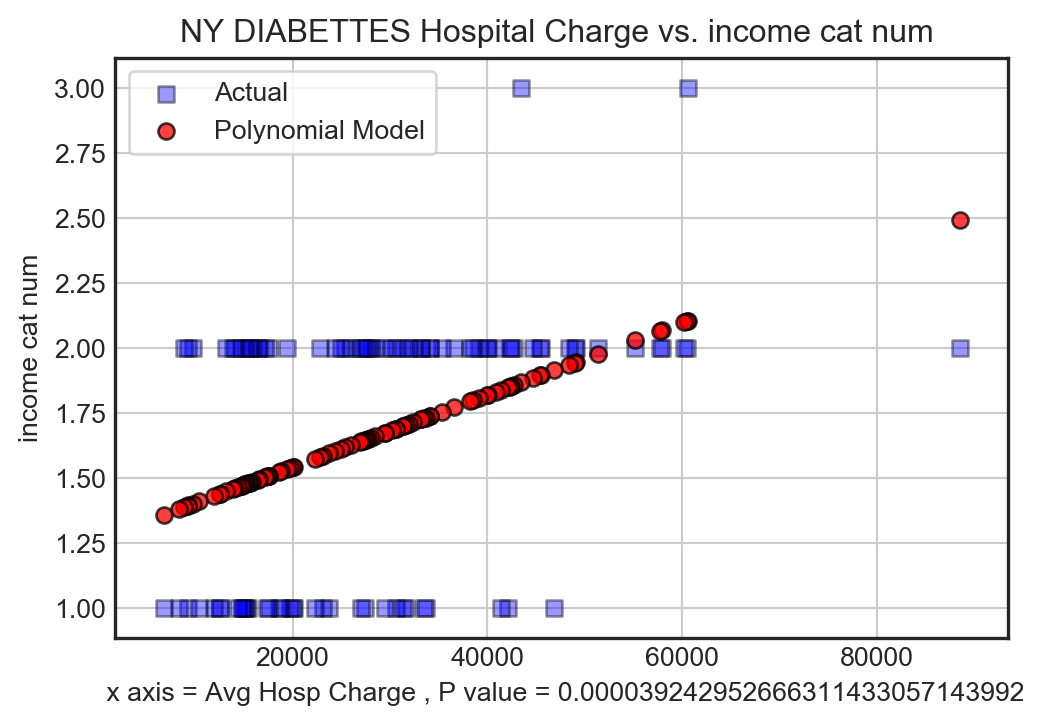 NY DIABETTES Hospital Charge vs. income cat num
Actual
Polynomial Model
3.00
2.75
2.50
2.25
2.00
1.75
1.50
1.25
1.00
income cat num
20000 40000 60000 80000
x axis = Avg Hosp Charge , P value = 0.000039242952666311433057143992